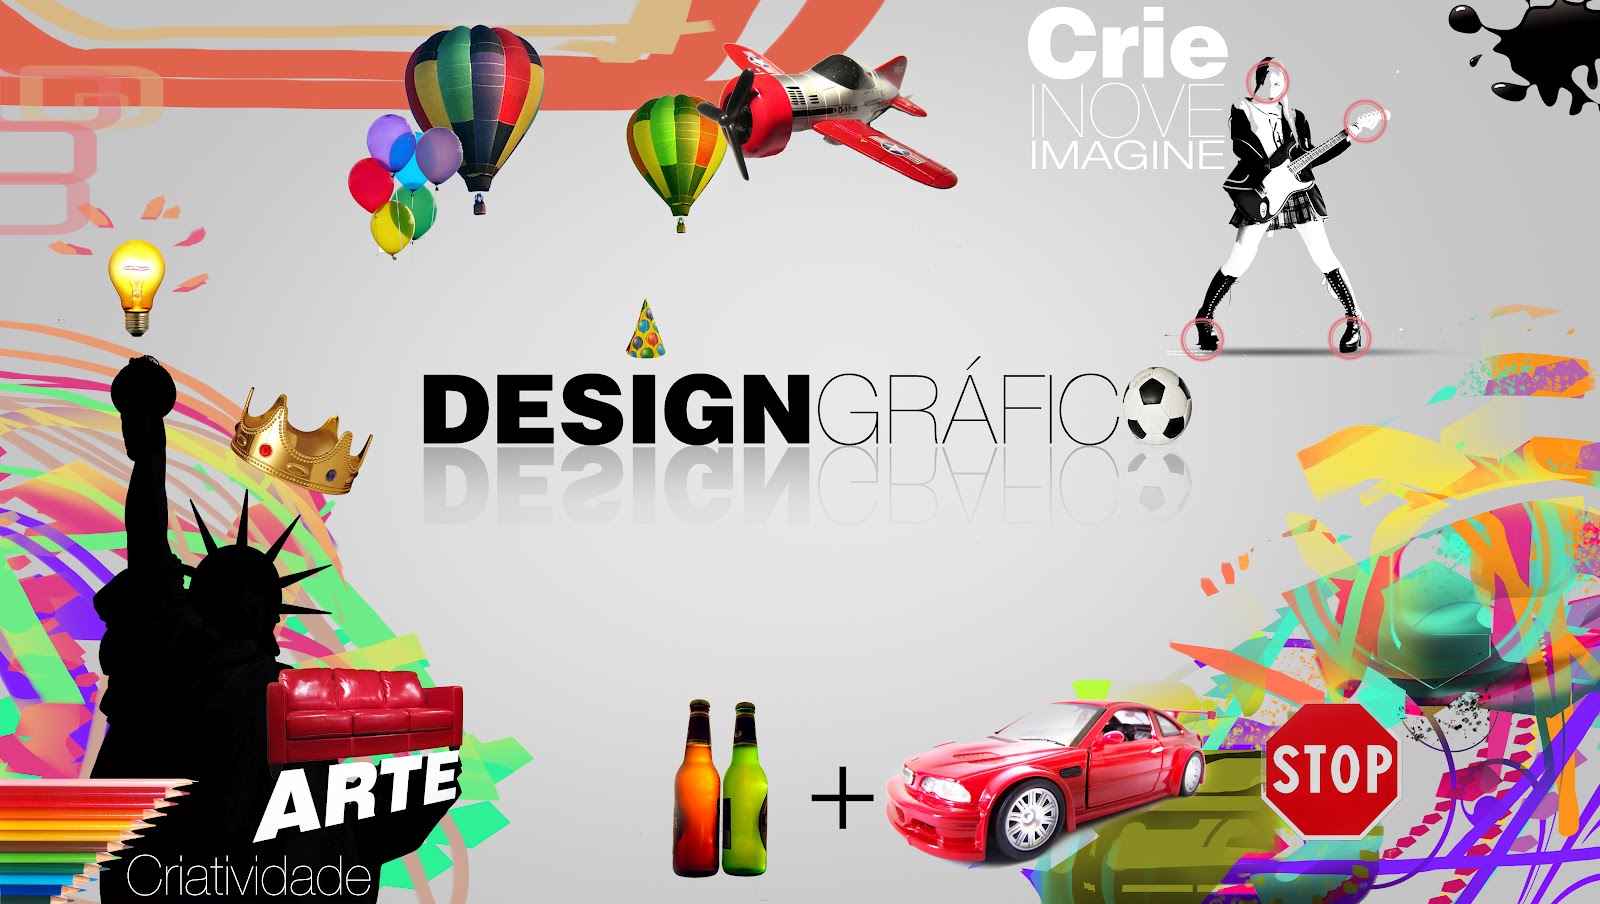 Crie
INOVE
IMAGINE
DESIGNGRÁFICO
ARTE
Criatividade
+
STOP